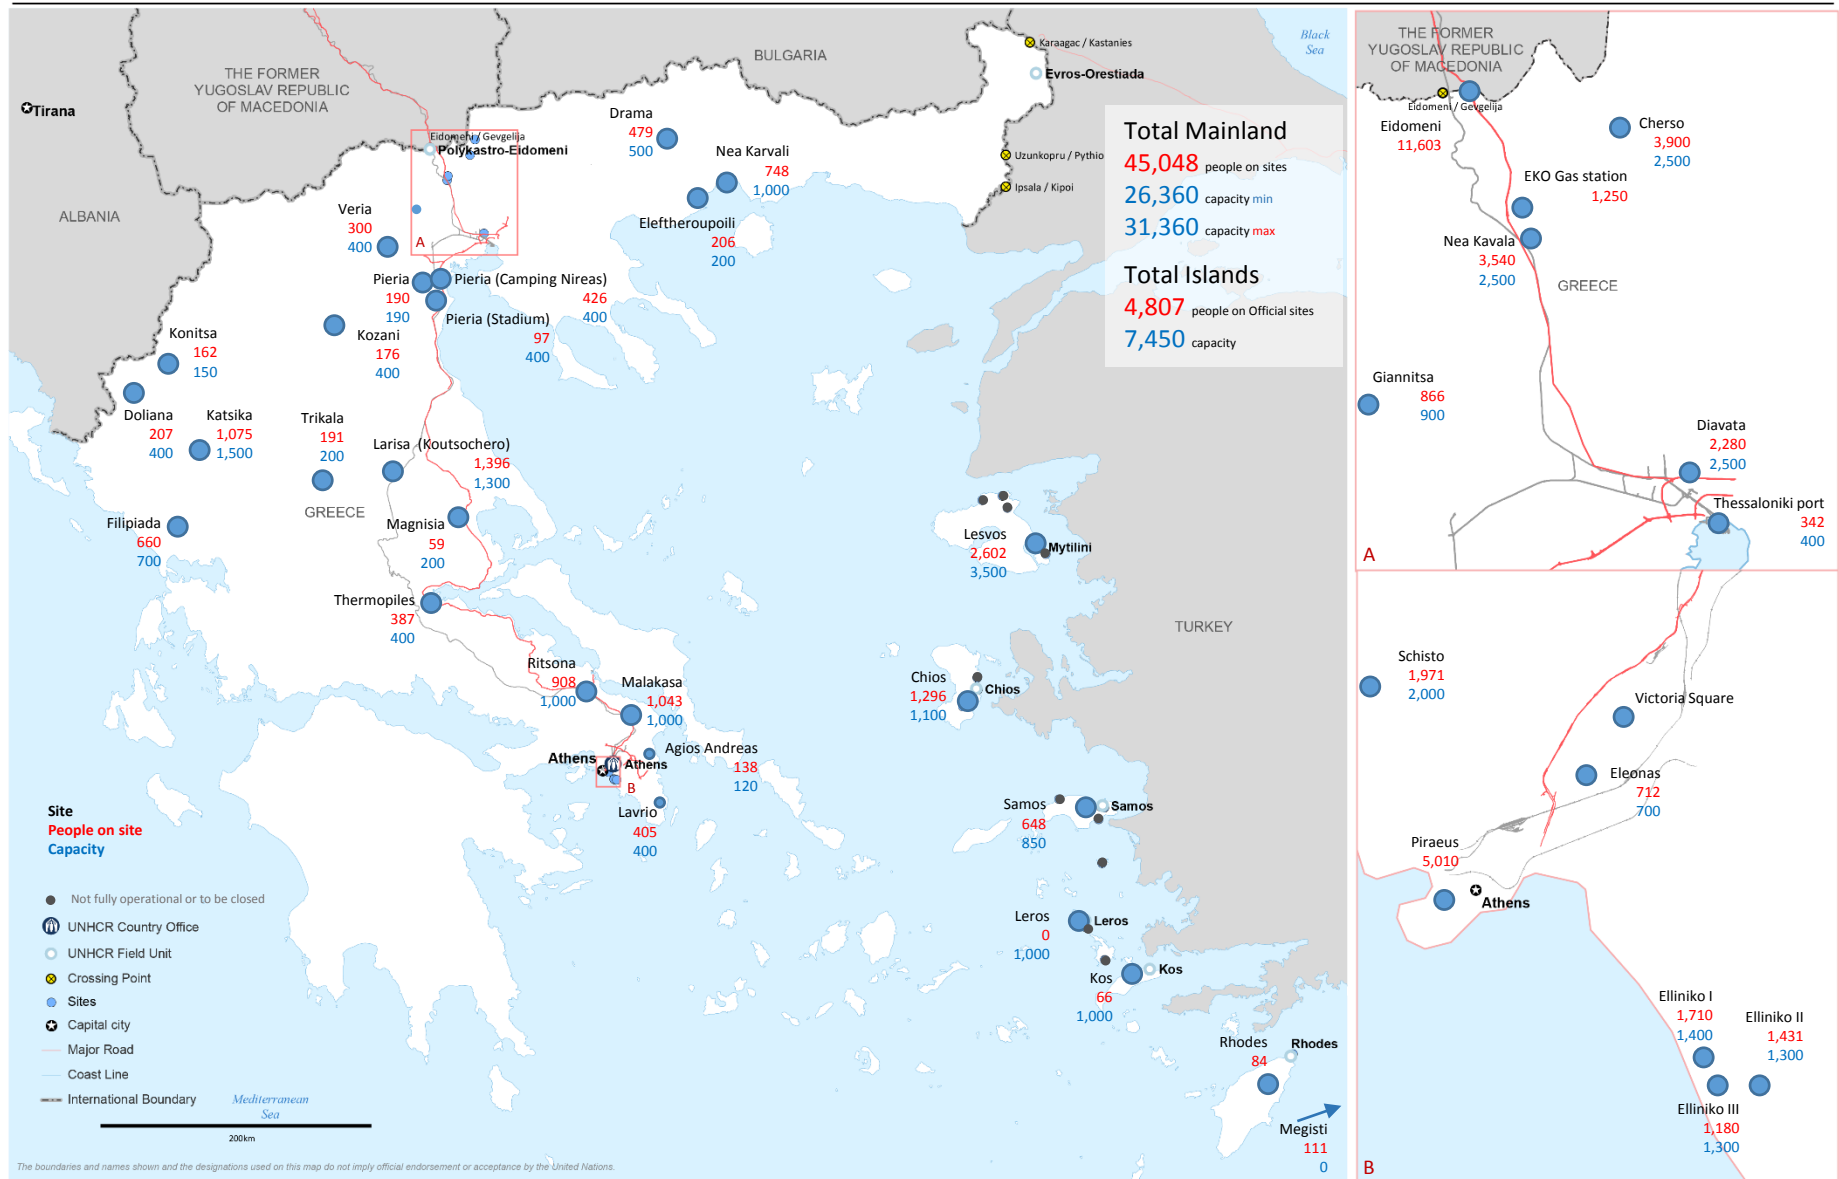 BULGARIA
Black
Sea
Karaagac / Kastanies
Evros-Orestiada
THE FORMER
YUGOSLAV REPUBLIC
OF MACEDONIA
Tirana
ALBANIA
Eidomeni / Gevgelija
Polykastro-Eidomeni
A
Drama
479
500
Nea Karvali
748
1,000
Eleftheroupoili
206
200
Uzunkopru / Pythio
Ipsala / Kipoi
Total Mainland
45,048 people on sites
26,360 capacity min
31,360 capacity max
Total Islands
4,807 people on Official sites
7,450 capacity
Veria
300
400
Pieria
190
190
Pieria (Camping Nireas)
426
400
Pieria (Stadium)
97
400
Kozani
176
400
Konitsa
162
150
Doliana
207
400
Katsika
1,075
1,500
Trikala
191
200
Larisa (Koutsochero)
1,396
1,300
GREECE
Magnisia
59
200
Filipiada
660
700
Thermopiles
387
400
Ritsona
908
1,000
Malakasa
1,043
1,000
Athens
Athens
B
Agios Andreas
138
120
Lavrio
405
400
Lesvos
2,602
3,500
Mytilini
TURKEY
Chios
1,296
1,100
Chios
Samos
648
850
Samos
Leros
0
1,000
Leros
Kos
66
1,000
Kos
Rhodes
84
Rhodes
Megisti
111
0
Site
People on site
Capacity
Not fully operational or to be closed
UNHCR Country Office
UNHCR Field Unit
Crossing Point
Sites
Capital city
Major Road
Coast Line
International Boundary
Mediterranean
Sea
200km
The boundaries and names shown and the designations used on this map do not imply official endorsement or acceptance by the United Nations.
THE FORMER
YUGOSLAV REPUBLIC
OF MACEDONIA
Eidomeni / Gevgelija
Eidomeni
11,603
Cherso
3,900
2,500
EKO Gas station
1,250
Nea Kavala
3,540
2,500
GREECE
Giannitsa
866
900
Diavata
2,280
2,500
Thessaloniki port
342
400
A
Schisto
1,971
2,000
Victoria Square
Eleonas
712
700
Piraeus
5,010
Athens
Elliniko I
1,710
1,400
Elliniko II
1,431
1,300
Elliniko III
1,180
1,300
B